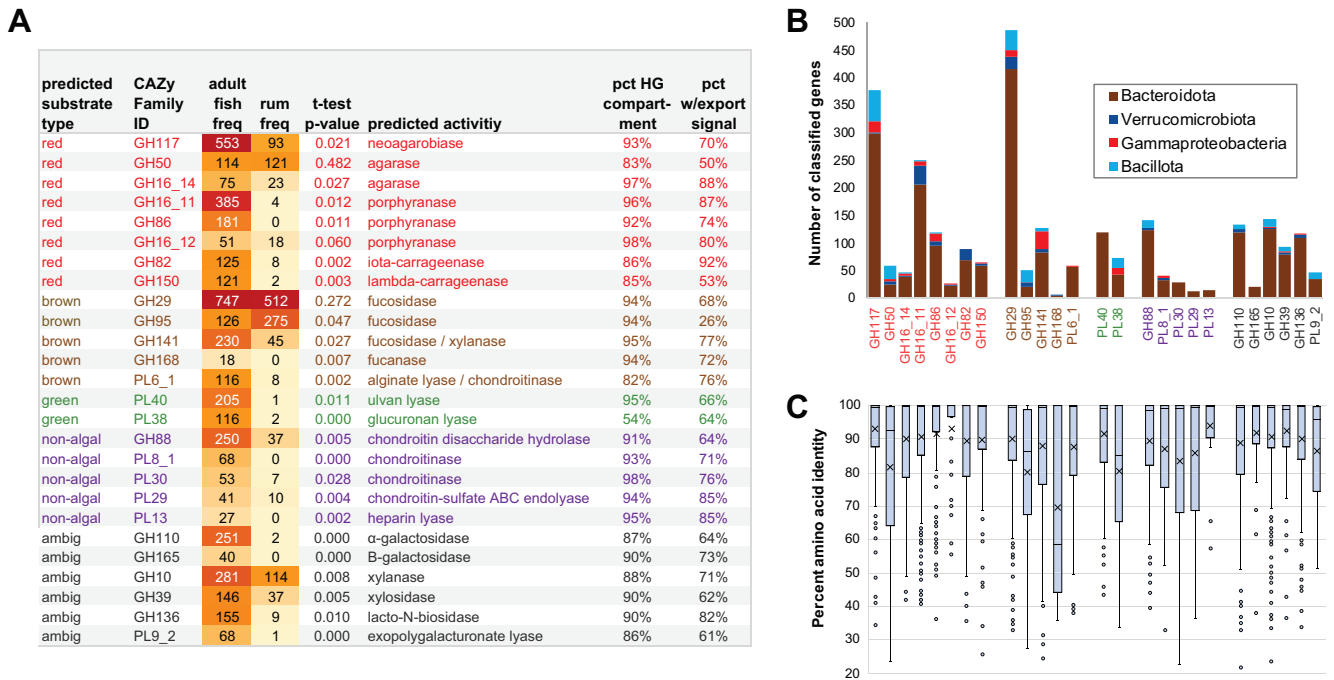 A
predicted substrate type CAZy Family ID adult fish freq rum freq t-test p-value predicted activitiy pct HG compart-ment pct w/export signal
red GH117 553 93 0.021 neoagarobiase 93% 70%
red GH50 114 121 0.482 agarase 83% 50%
red GH16_14 75 23 0.027 agarase 97% 88%
red GH16_11 385 4 0.012 porphyranase 96% 87%
red GH86 181 0 0.011 porphyranase 92% 74%
red GH16_12 51 18 0.060 porphyranase 98% 80%
red GH82 125 8 0.002 iota-carrageenase 86% 92%
red GH150 121 2 0.003 lambda-carrageenase 85% 53%
brown GH29 747 512 0.272 fucosidase 94% 68%
brown GH95 126 275 0.047 fucosidase 94% 26%
brown GH141 230 45 0.027 fucosidase / xylanase 95% 77%
brown GH168 18 0 0.007 fucanase 94% 72%
brown PL6_1 116 8 0.002 alginate lyase / chondroitinase 82% 76%
green PL40 205 1 0.011 ulvan lyase 95% 66%
green PL38 116 2 0.000 glucuronan lyase 54% 64%
non-algal GH88 250 37 0.005 chondroitin disaccharide hydrolase 91% 64%
non-algal PL8_1 68 0 0.000 chondroitinase 93% 71%
non-algal PL30 53 7 0.028 chondroitinase 98% 76%
non-algal PL29 41 10 0.004 chondroitin-sulfate ABC endolyase 94% 85%
non-algal PL13 27 0 0.002 heparin lyase 95% 85%
ambig GH110 251 2 0.000 α-galactosidase 87% 64%
ambig GH165 40 0 0.000 B-galactosidase 90% 73%
ambig GH10 281 114 0.008 xylanase 88% 71%
ambig GH39 146 37 0.005 xylosidase 90% 62%
ambig GH136 155 9 0.010 lacto-N-biosidase 90% 82%
ambig PL9_2 68 1 0.000 exopolygalacturonate lyase 86% 61%
B
Number of classified genes
500
450
400
350
300
250
200
150
100
50
0
Bacteroidota
Verrucomicrobiota
Gammaproteobacteria
Bacillota
GH117 GH50 GH16_14 GH16_11 GH86 GH16_12 GH82 GH150 GH29 GH95 GH141 GH168 PL6_1 PL40 PL38 GH88 PL8_1 PL30 PL29 PL13 GH110 GH165 GH10 GH39 GH136 PL9_2
C
Percent amino acid identity
100
90
80
70
60
50
40
30
20